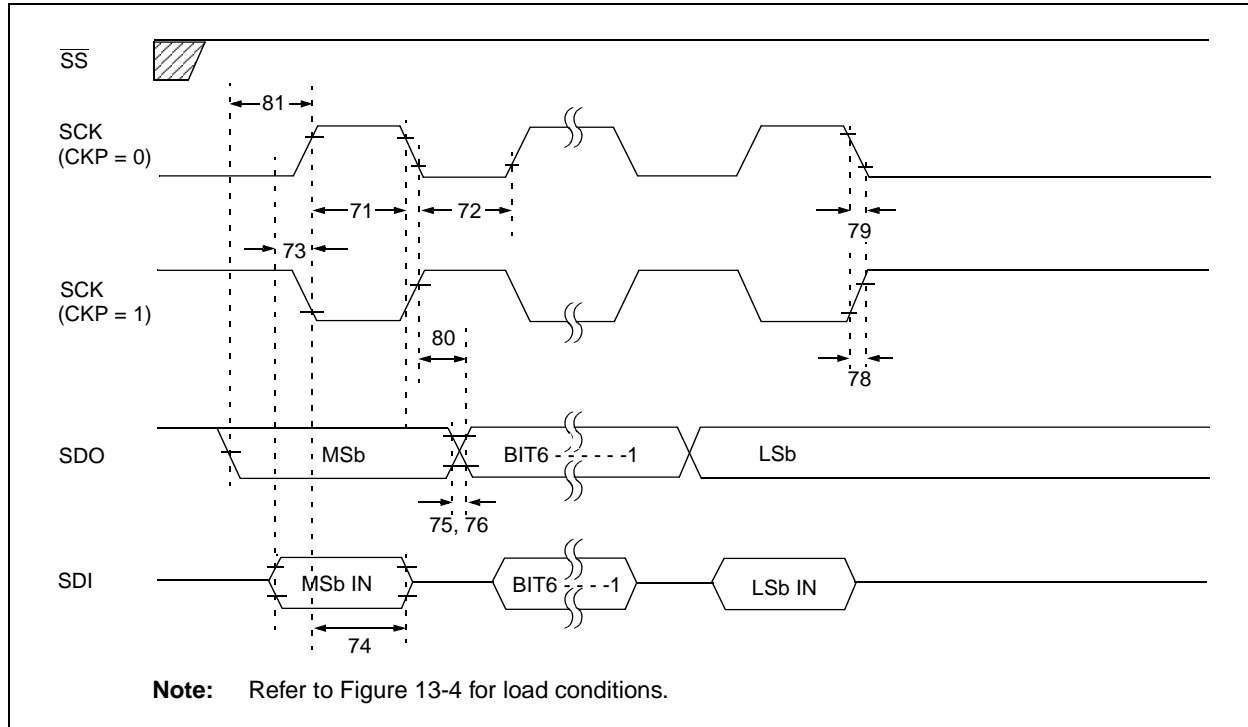 SS
81
SCK
(CKP = 0)
71
72
79
73
SCK
(CKP = 1)
80
78
SDO
MSb
BIT6 - - - - - -1
LSb
75, 76
SDI
MSb IN
BIT6 - - - -1
LSb IN
74
Note: Refer to Figure 13-4 for load conditions.